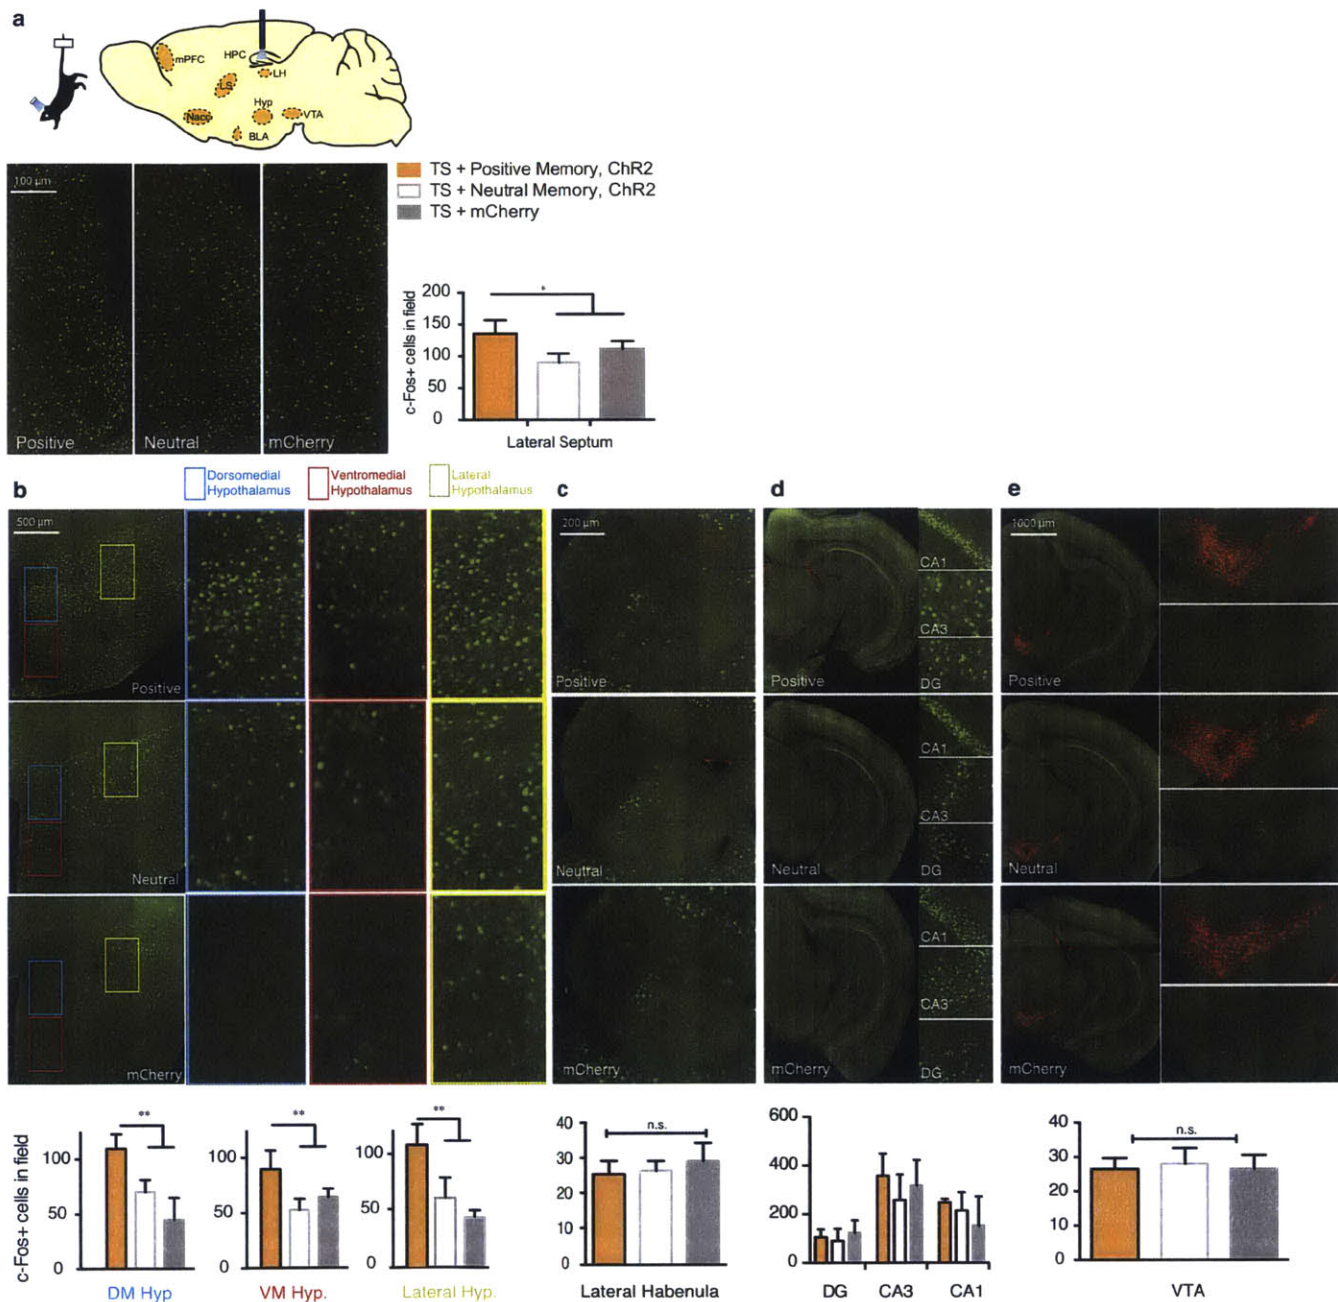 a
mPFC
HPC
LH
LS
Hyp
Nacc
VTA
BLA
100 µm
Positive
Neutral
mCherry
TS + Positive Memory, ChR2
TS + Neutral Memory, ChR2
TS + mCherry
c-Fos+ cells in field
200
150
100
50
0
*
Lateral Septum
b
Dorsomedial
Hypothalamus
Ventromedial
Hypothalamus
Lateral
Hypothalamus
500 µm
Positive
Neutral
mCherry
c
200 µm
Positive
Neutral
mCherry
d
Positive
CA1
CA3
DG
Neutral
CA1
CA3
DG
mCherry
CA1
CA3
DG
e
1000 µm
Positive
Neutral
mCherry
c-Fos+ cells in field
100
50
0
**
DM Hyp
100
50
0
**
VM Hyp.
100
50
0
**
Lateral Hyp.
40
30
20
10
0
n.s.
Lateral Habenula
600
400
200
0
DG CA3 CA1
40
30
20
10
0
n.s.
VTA